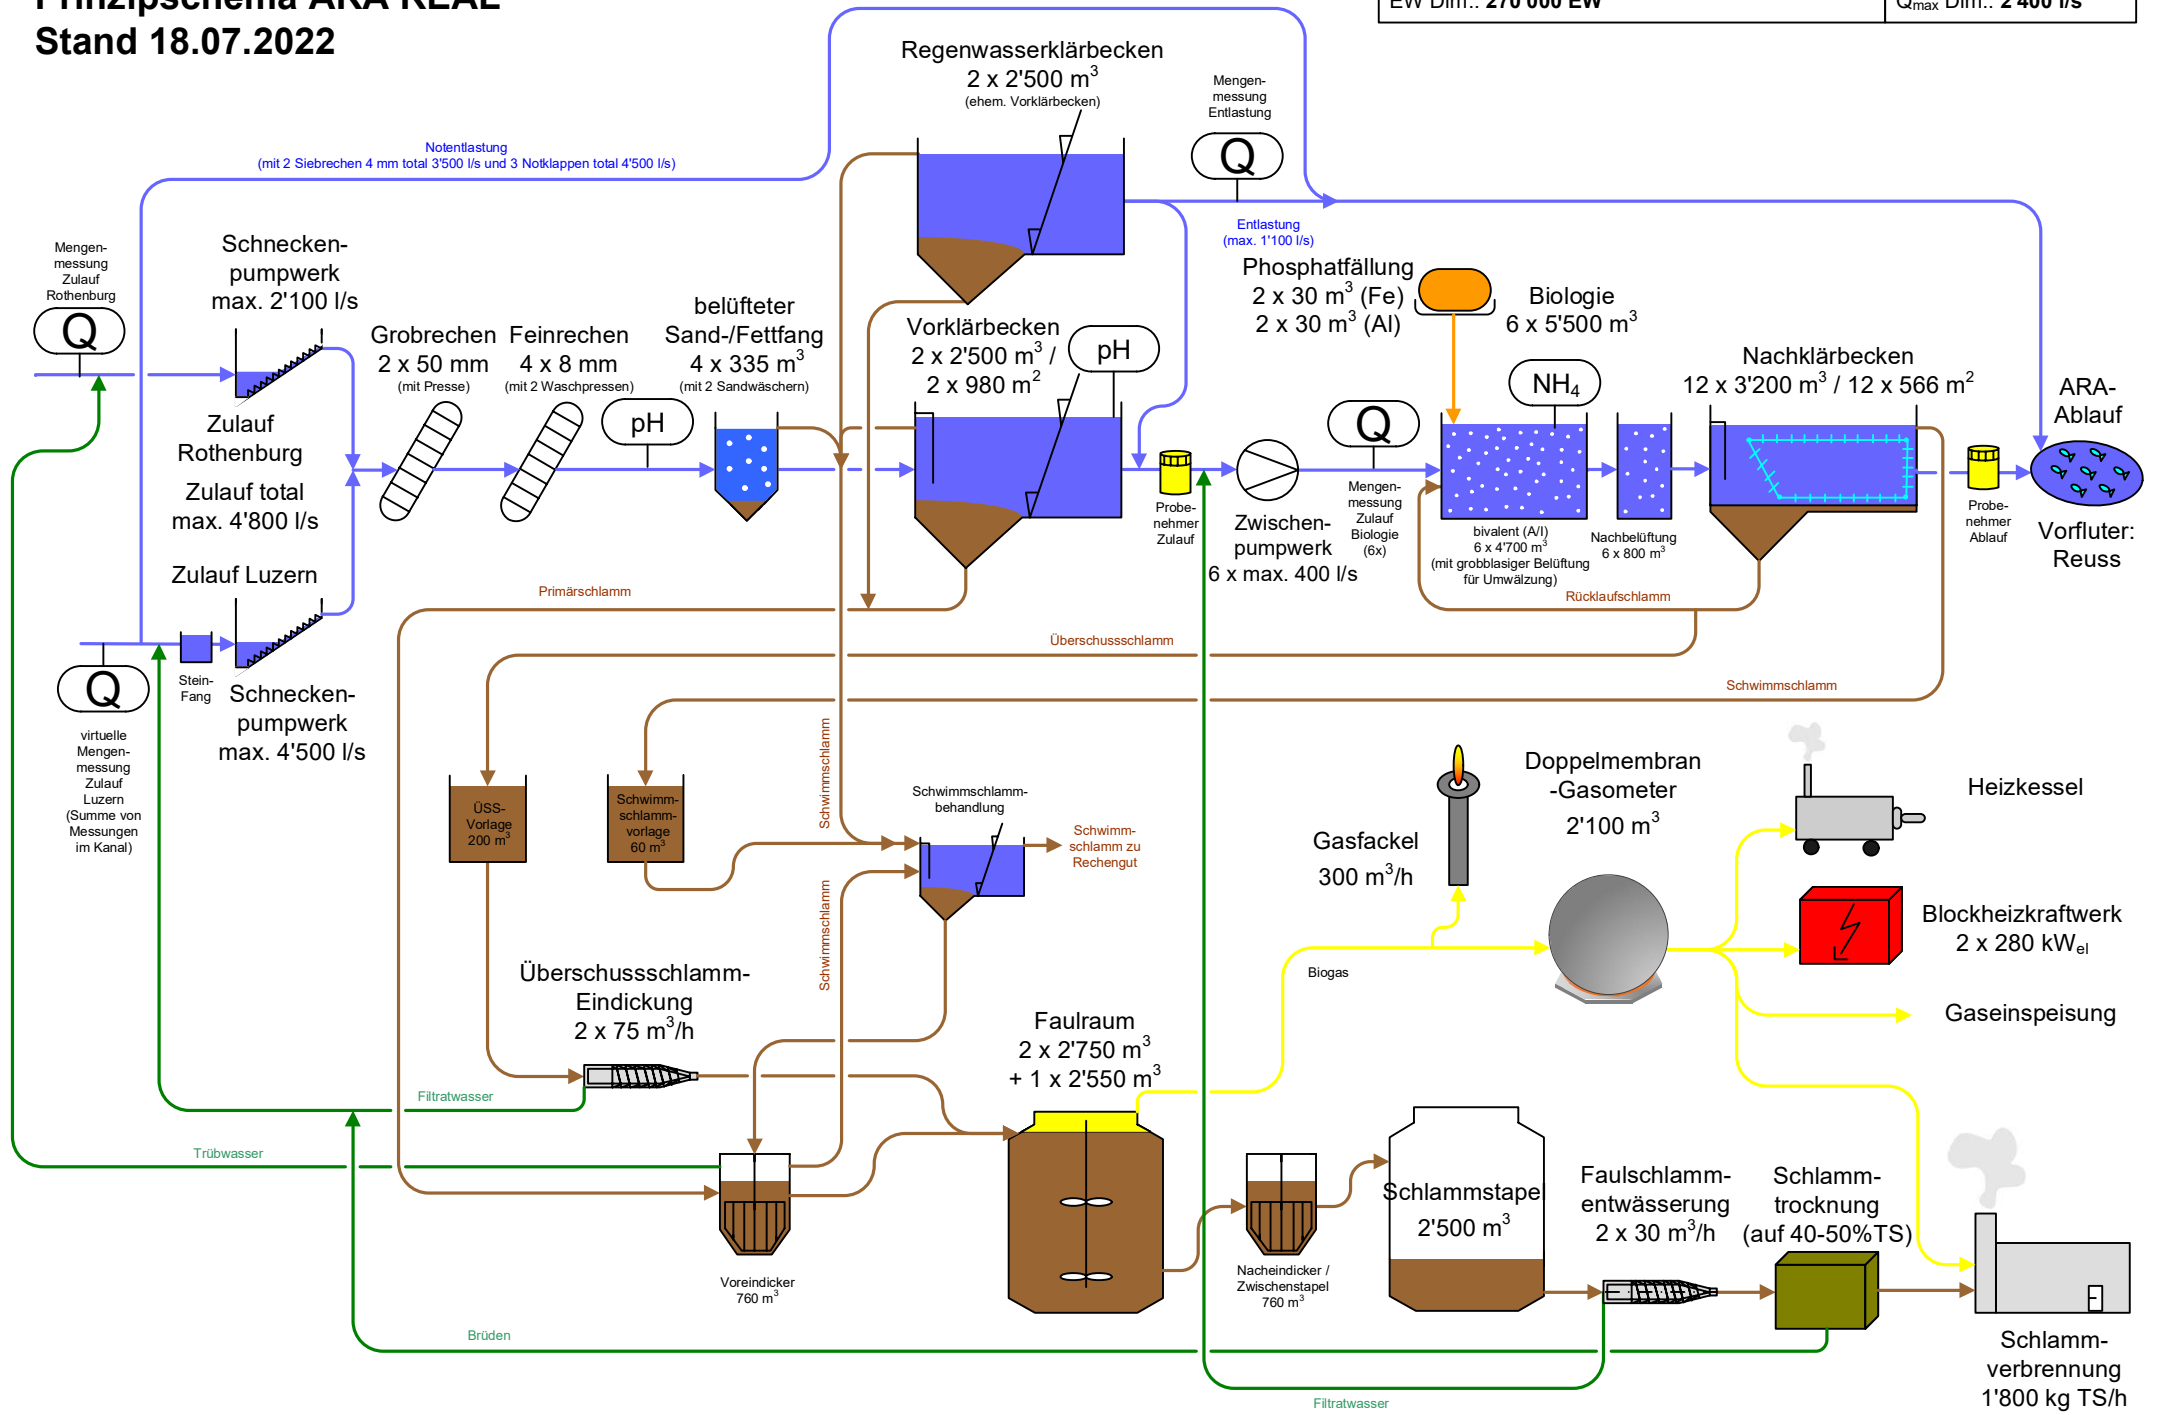 Prinzipschema ARA REAL
Stand 18.07.2022
EW Dim.: 270'000 EW
Qmax Dim.: 2'400 l/s
Regenwasserklärbecken
2 x 2'500 m³
(ehem. Vorklärbecken)
Mengen-
messung
Entlastung
Q
Notentlastung
(mit 2 Siebrechen 4 mm total 3'500 l/s und 3 Notklappen total 4'500 l/s)
Entlastung
(max. 1'100 l/s)
Mengen-
messung
Zulauf
Rothenburg
Q
Schnecken-
pumpwerk
max. 2'100 l/s
Grobrechen
2 x 50 mm
(mit Presse)
Feinrechen
4 x 8 mm
(mit 2 Waschpressen)
pH
belüfteter
Sand-/Fettfang
4 x 335 m³
(mit 2 Sandwäschern)
Vorklärbecken
2 x 2'500 m³ /
2 x 980 m²
pH
Phosphatfällung
2 x 30 m³ (Fe)
2 x 30 m³ (Al)
Biologie
6 x 5'500 m³
NH₄
Nachklärbecken
12 x 3'200 m³ / 12 x 566 m²
ARA-
Ablauf
Zulauf
Rothenburg
Zulauf total
max. 4'800 l/s
Zulauf Luzern
Probe-
nehmer
Zulauf
Zwischen-
pumpwerk
6 x max. 400 l/s
Q
Mengen-
messung
Zulauf
Biologie
(6x)
bivalent (A/I)
6 x 4'700 m³
(mit grobblasiger Belüftung
für Umwälzung)
Nachbelüftung
6 x 800 m³
Probe-
nehmer
Ablauf
Vorfluter:
Reuss
Primärschlamm
Rücklaufschlamm
Überschussschlamm
Schwimmschlamm
Q
virtuelle
Mengen-
messung
Zulauf
Luzern
(Summe von
Messungen
im Kanal)
Stein-
Fang
Schnecken-
pumpwerk
max. 4'500 l/s
ÜSS-
Vorlage
200 m³
Schwimm-
schlamm-
vorlage
60 m³
Schwimmschlamm
Schwimmschlamm
Schwimmschlamm-
behandlung
Schwimm-
schlamm zu
Rechengut
Gasfackel
300 m³/h
Doppelmembran
-Gasometer
2'100 m³
Heizkessel
Blockheizkraftwerk
2 x 280 kWel
Gaseinspeisung
Biogas
Überschussschlamm-
Eindickung
2 x 75 m³/h
Faulraum
2 x 2'750 m³
+ 1 x 2'550 m³
Filtratwasser
Trübwasser
Voreindicker
760 m³
Nacheindicker /
Zwischenstapel
760 m³
Schlammstapel
2'500 m³
Faulschlamm-
entwässerung
2 x 30 m³/h
Schlamm-
trocknung
(auf 40-50%TS)
Brüden
Filtratwasser
Schlamm-
verbrennung
1'800 kg TS/h